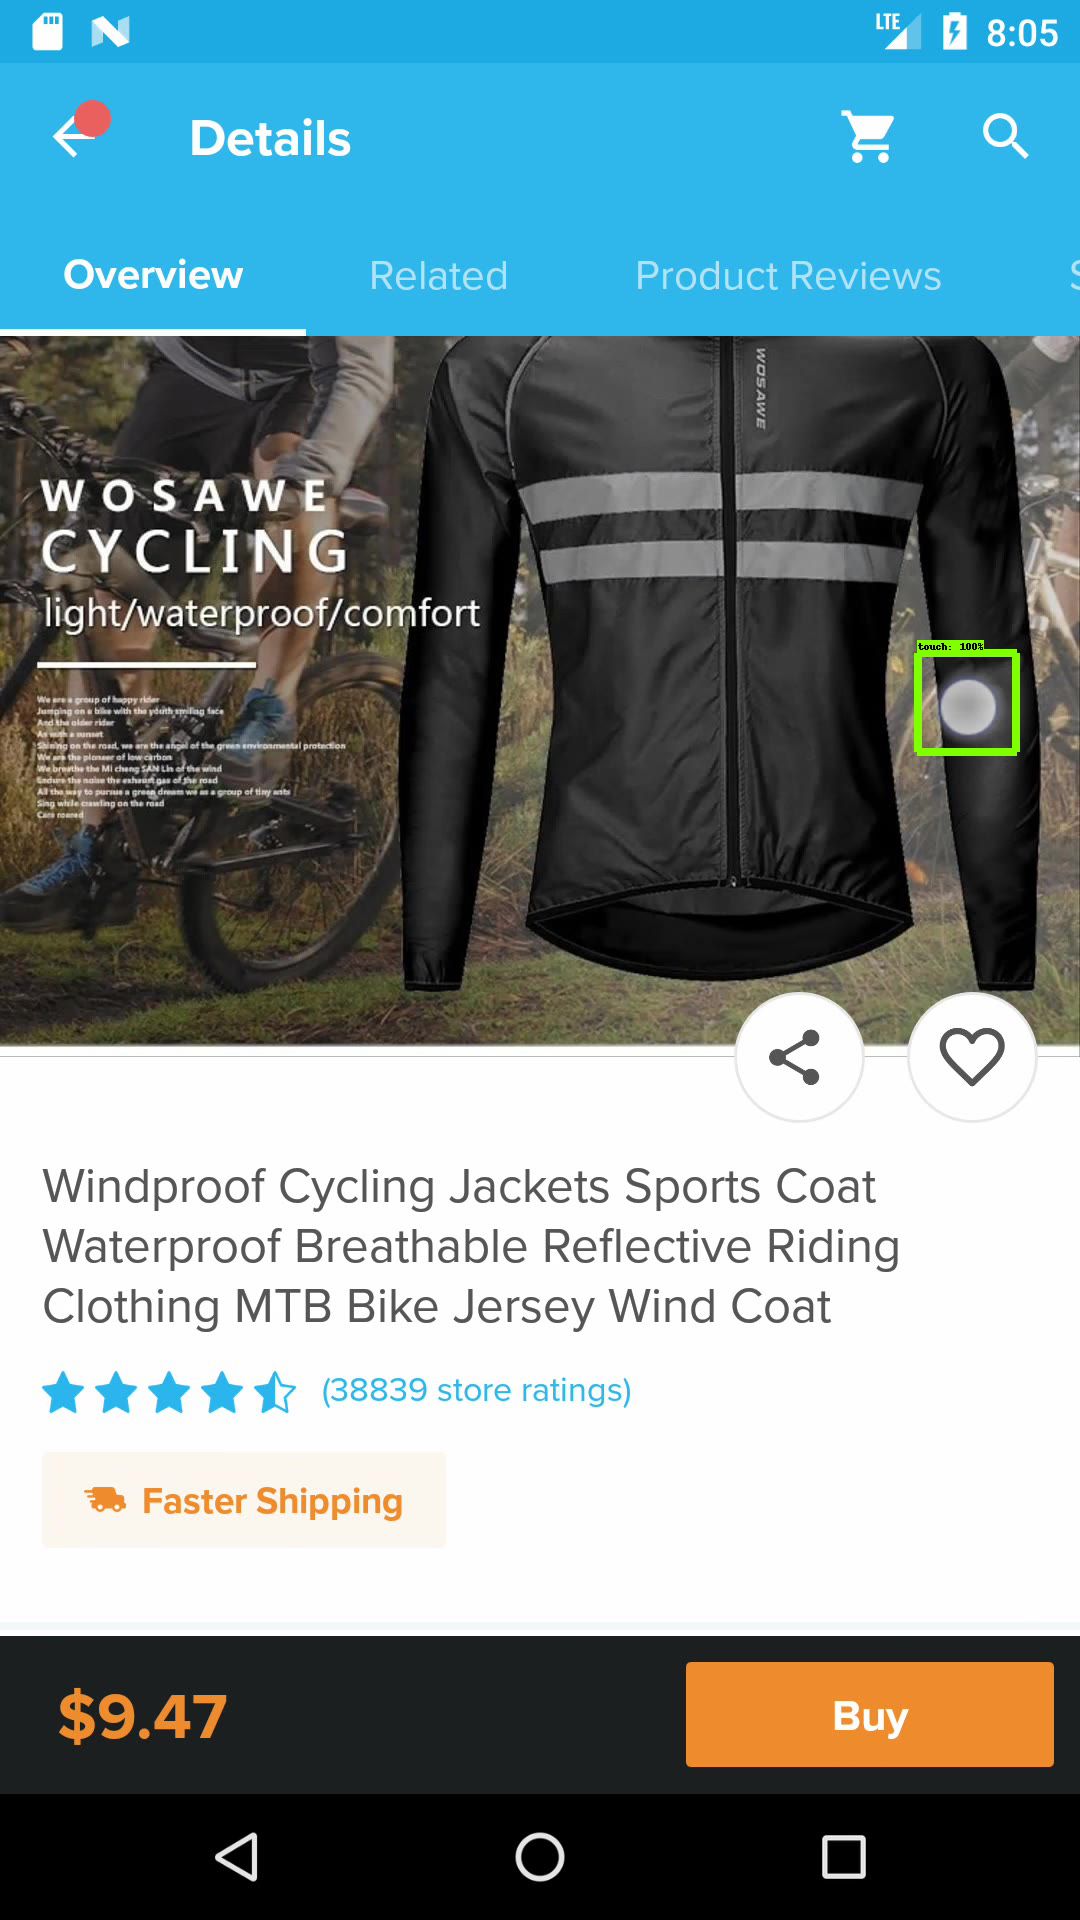 LTE 8:05
Details
Overview Related Product Reviews S
WOSAWE
WOSAWE
CYCLING
light/waterproof/comfort
touch: 100%
We are a group of happy rider
Jumping on a bike with the youth smiling face
And the older rider
As with a sunset
Shining on the road, we are the angel of the green environmental protection
We are the pioneer of low carbon
We breathe the Mi cheng SAN Lin of the wind
Endure the noise the exhaust gas of the road
All the way to pursue a green dream we as a group of tiny ants
Sing while crawling on the road
Care roared
Windproof Cycling Jackets Sports Coat
Waterproof Breathable Reflective Riding
Clothing MTB Bike Jersey Wind Coat
(38839 store ratings)
Faster Shipping
$9.47
Buy